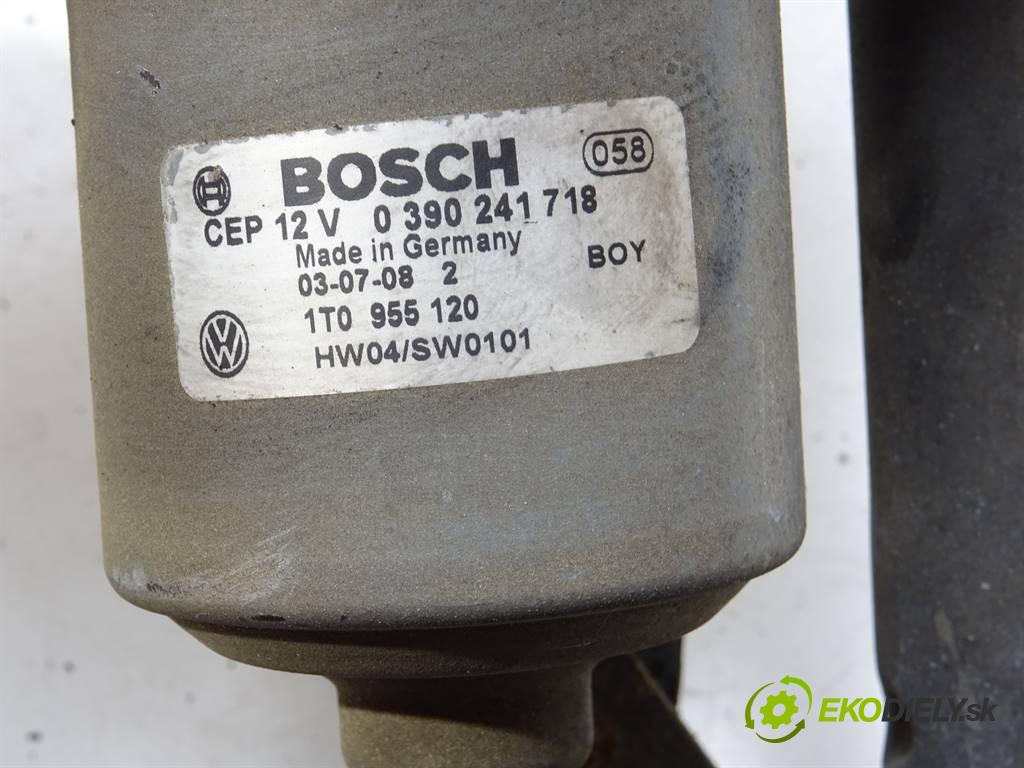 BOSCH 058
CEP 12 V 0 390 241 718
Made in Germany
03-07-08 2 BOY
1T0 955 120
HW04/SW0101
EKODIELY.sk